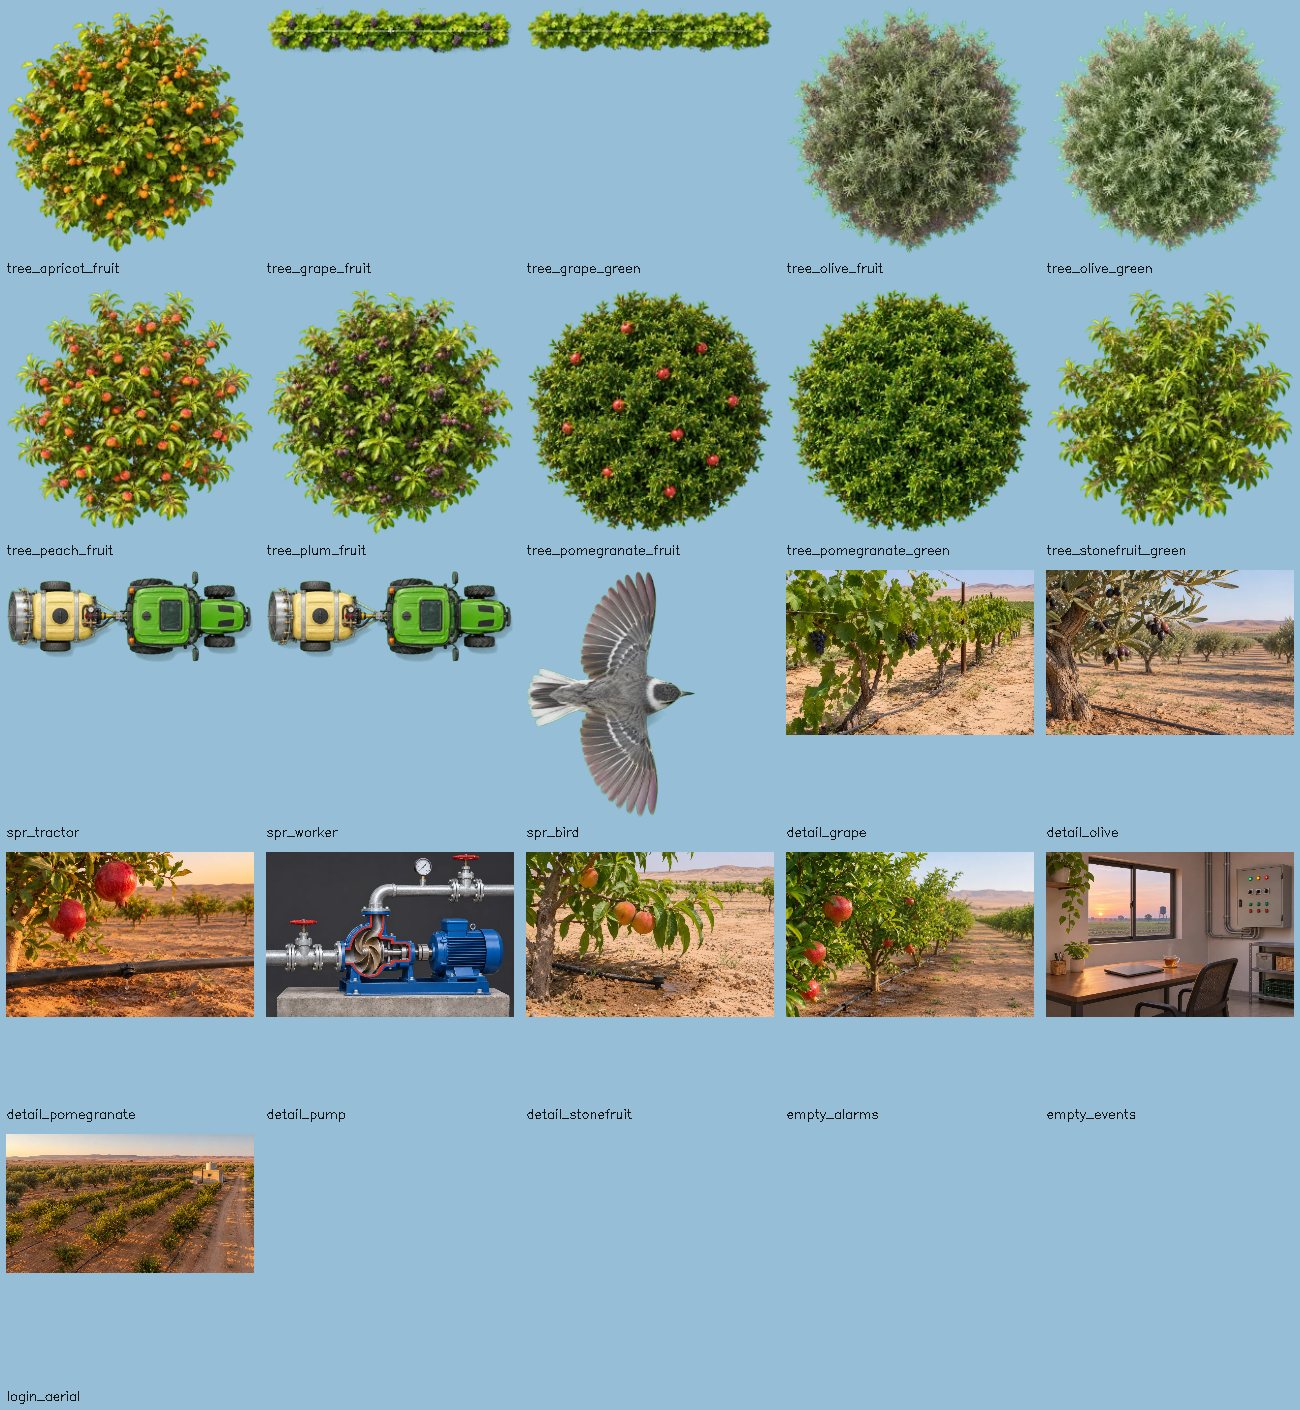 tree_apricot_fruit
tree_grape_fruit
tree_grape_green
tree_olive_fruit
tree_olive_green
tree_peach_fruit
tree_plum_fruit
tree_pomegranate_fruit
tree_pomegranate_green
tree_stonefruit_green
spr_tractor
spr_worker
spr_bird
detail_grape
detail_olive
detail_pomegranate
detail_pump
detail_stonefruit
empty_alarms
empty_events
login_aerial